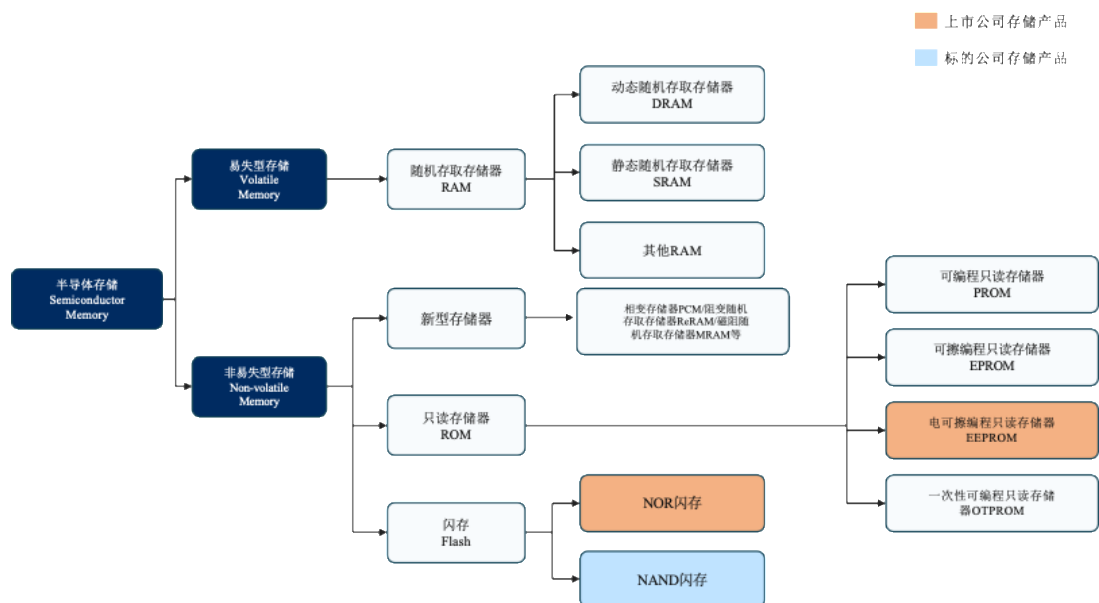 上市公司存储产品
标的公司存储产品
动态随机存取存储器
DRAM
易失型存储
Volatile
Memory
随机存取存储器
RAM
静态随机存取存储器
SRAM
其他RAM
半导体存储
Semiconductor
Memory
新型存储器
相变存储器PCM/阻变随机
存取存储器ReRAM/磁阻随
机存取存储器MRAM等
可编程只读存储器
PROM
非易失型存储
Non-volatile
Memory
可擦编程只读存储器
EPROM
只读存储器
ROM
电可擦编程只读存储器
EEPROM
闪存
Flash
NOR闪存
一次性可编程只读存储
器OTPROM
NAND闪存